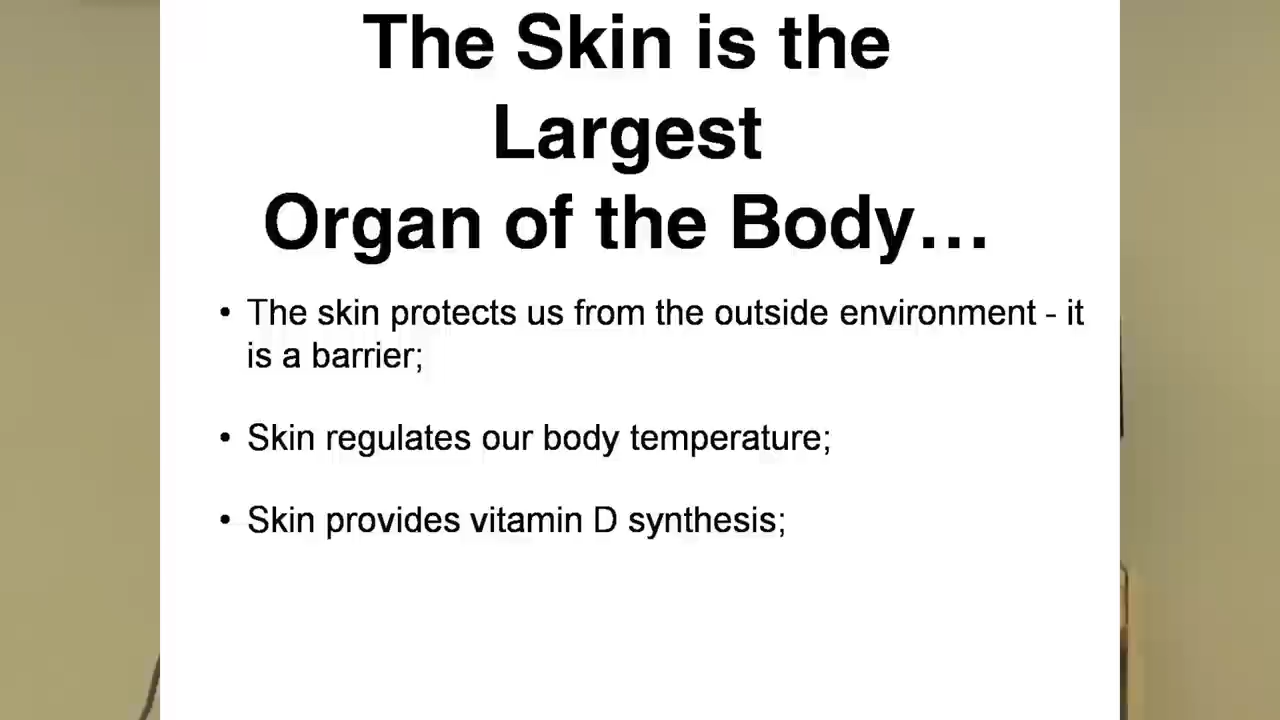 The Skin is the
Largest
Organ of the Body…
• The skin protects us from the outside environment - it
is a barrier;
• Skin regulates our body temperature;
• Skin provides vitamin D synthesis;